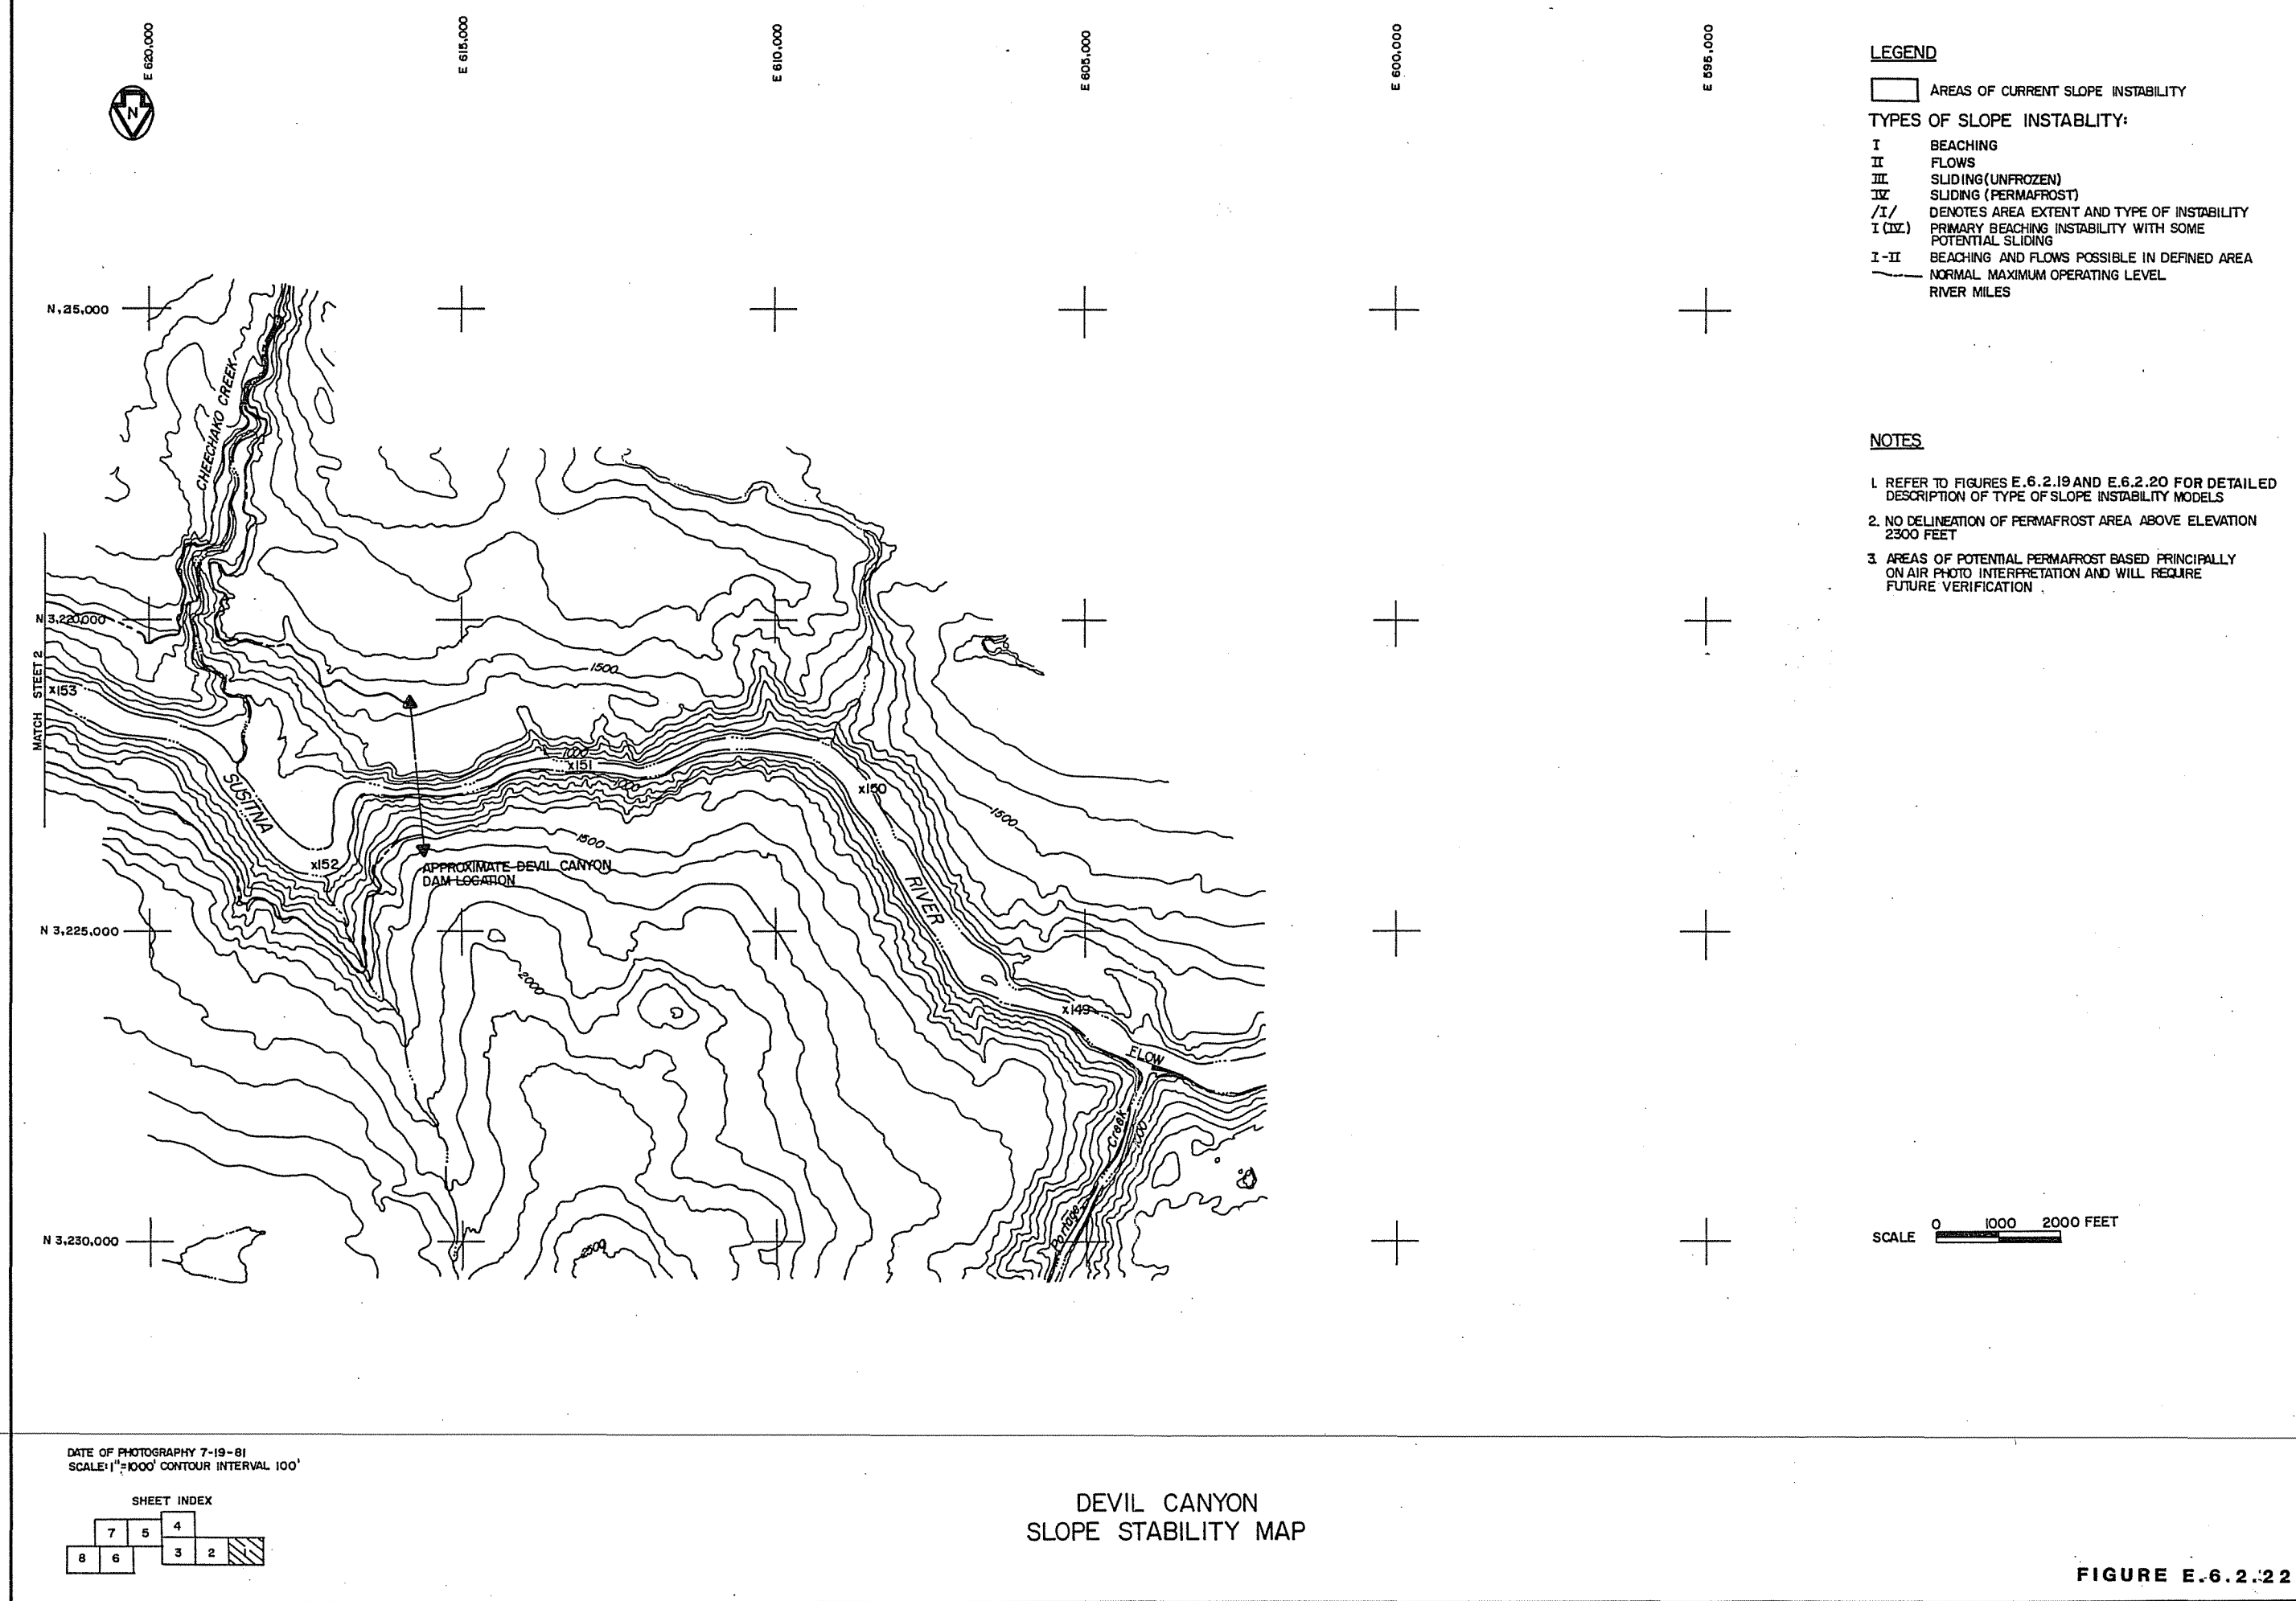 E 620,000
E 615,000
E 610,000
E 605,000
E 600,000
E 595,000
N
LEGEND
AREAS OF CURRENT SLOPE INSTABILITY
TYPES OF SLOPE INSTABLITY:
I BEACHING
II FLOWS
III SLIDING(UNFROZEN)
IV SLIDING (PERMAFROST)
/I/ DENOTES AREA EXTENT AND TYPE OF INSTABILITY
I (IV) PRIMARY BEACHING INSTABILITY WITH SOME
POTENTIAL SLIDING
I-II BEACHING AND FLOWS POSSIBLE IN DEFINED AREA
NORMAL MAXIMUM OPERATING LEVEL
RIVER MILES
NOTES
1. REFER TO FIGURES E.6.2.19 AND E.6.2.20 FOR DETAILED
DESCRIPTION OF TYPE OF SLOPE INSTABILITY MODELS
2. NO DELINEATION OF PERMAFROST AREA ABOVE ELEVATION
2300 FEET
3. AREAS OF POTENTIAL PERMAFROST BASED PRINCIPALLY
ON AIR PHOTO INTERPRETATION AND WILL REQUIRE
FUTURE VERIFICATION
CHEECHAKO CREEK
N 3,220,000
MATCH STEET 2
x153
1500
1000
x151
1000
x150
SUSITNA
1500
1500
x152
APPROXIMATE DEVIL CANYON
DAM LOCATION
RIVER
N 3,225,000
2000
x149
FLOW
Portage Creek
N 3,230,000
2500
SCALE 0 1000 2000 FEET
DATE OF PHOTOGRAPHY 7-19-81
SCALE: 1"=1000' CONTOUR INTERVAL 100'
SHEET INDEX
7 5 4
8 6 3 2 1
DEVIL CANYON
SLOPE STABILITY MAP
FIGURE E.6.2.22